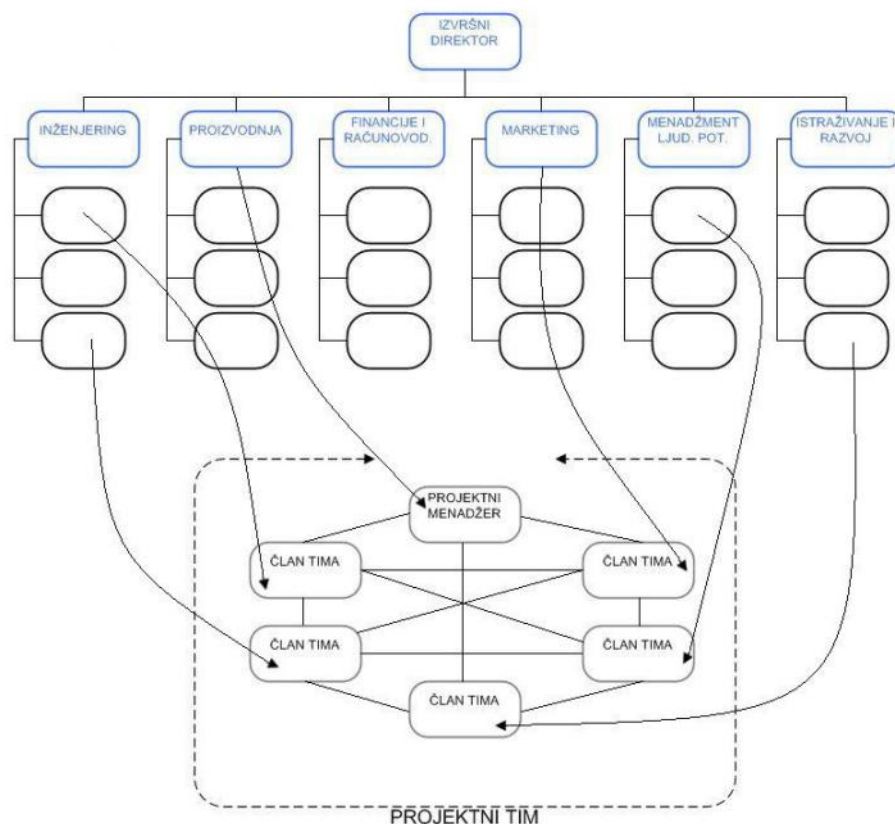 IZVRŠNI
DIREKTOR
INŽENJERING
PROIZVODNJA
FINANCIJE I
RAČUNOVOD.
MARKETING
MENADŽMENT
LJUD. POT.
ISTRAŽIVANJE I
RAZVOJ
PROJEKTNI
MENADŽER
ČLAN TIMA
ČLAN TIMA
ČLAN TIMA
ČLAN TIMA
ČLAN TIMA
PROJEKTNI TIM